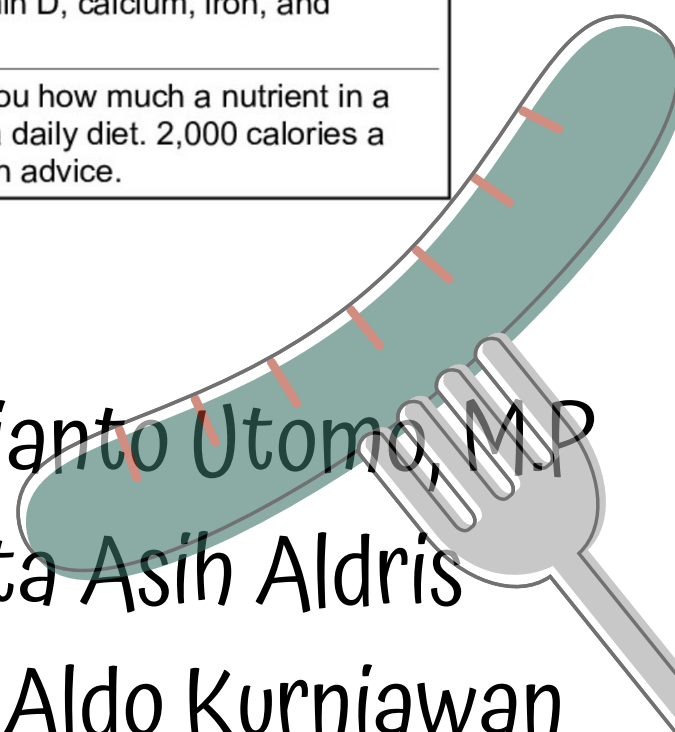 in D, calcium, iron, and
ou how much a nutrient in a
daily diet. 2,000 calories a
advice.
anto Utomo, M.P
ta Asih Aldris
Aldo Kurniawan